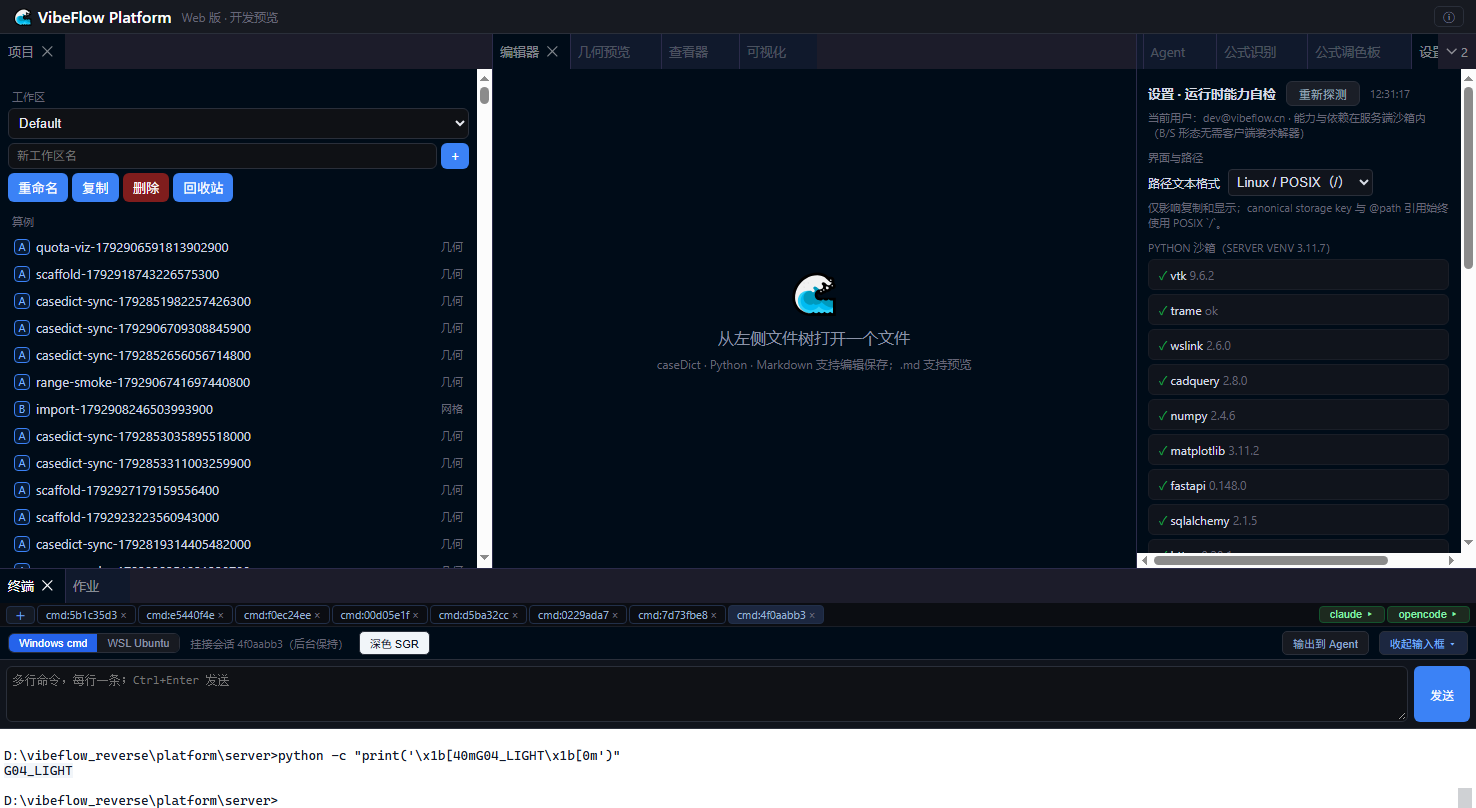 VibeFlow Platform Web 版 · 开发预览
项目
工作区
Default
新工作区名
+
重命名 复制 删除 回收站
算例
A quota-viz-1792906591813902900 几何
A scaffold-1792918743226575300 几何
A casedict-sync-1792851982257426300 几何
A casedict-sync-1792906709308845900 几何
A casedict-sync-1792852656056714800 几何
A range-smoke-1792906741697440800 几何
B import-1792908246503993900 网格
A casedict-sync-1792853035895518000 几何
A casedict-sync-1792853311003259900 几何
A scaffold-1792927179159556400 几何
A scaffold-1792923223560943000 几何
A casedict-sync-1792819314405482000 几何
编辑器 几何预览 查看器 可视化
从左侧文件树打开一个文件
caseDict · Python · Markdown 支持编辑保存；.md 支持预览
Agent 公式识别 公式调色板 设置 2
设置 · 运行时能力自检 重新探测 12:31:17
当前用户：dev@vibeflow.cn · 能力与依赖在服务端沙箱内
（B/S 形态无需客户端装求解器）
界面与路径
路径文本格式 Linux / POSIX（/）
仅影响复制和显示；canonical storage key 与 @path 引用始终
使用 POSIX `/`。
PYTHON 沙箱（SERVER VENV 3.11.7）
✓ vtk 9.6.2
✓ trame ok
✓ wslink 2.6.0
✓ cadquery 2.8.0
✓ numpy 2.4.6
✓ matplotlib 3.11.2
✓ fastapi 0.148.0
✓ sqlalchemy 2.1.5
终端 作业
+ cmd:5b1c35d3 × cmd:e5440f4e × cmd:f0ec24ee × cmd:00d05e1f × cmd:d5ba32cc × cmd:0229ada7 × cmd:7d73fbe8 × cmd:4f0aabb3 × claude opencode
Windows cmd WSL Ubuntu 挂接会话 4f0aabb3（后台保持） 深色 SGR 输出到 Agent 收起输入框
多行命令，每行一条；Ctrl+Enter 发送
发送
D:\vibeflow_reverse\platform\server>python -c "print('\x1b[40mG04_LIGHT\x1b[0m')"
G04_LIGHT
D:\vibeflow_reverse\platform\server>